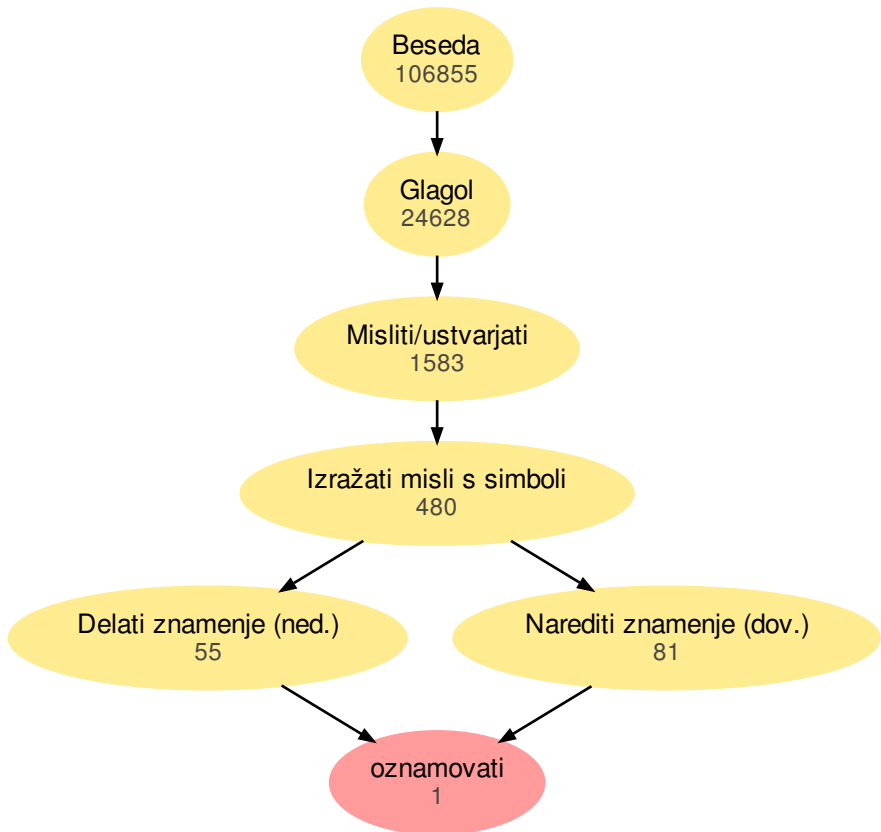 Beseda
106855
Glagol
24628
Misliti/ustvarjati
1583
Izražati misli s simboli
480
Delati znamenje (ned.)
55
Narediti znamenje (dov.)
81
oznamovati
1